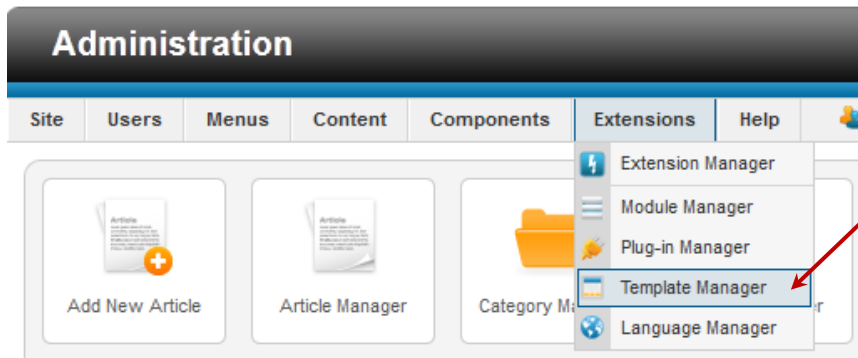 Administration
Site Users Menus Content Components Extensions Help
Extension Manager
Module Manager
Plug-in Manager
Template Manager
Language Manager
Article
Add New Article
Article
Article Manager
Category Ma
r